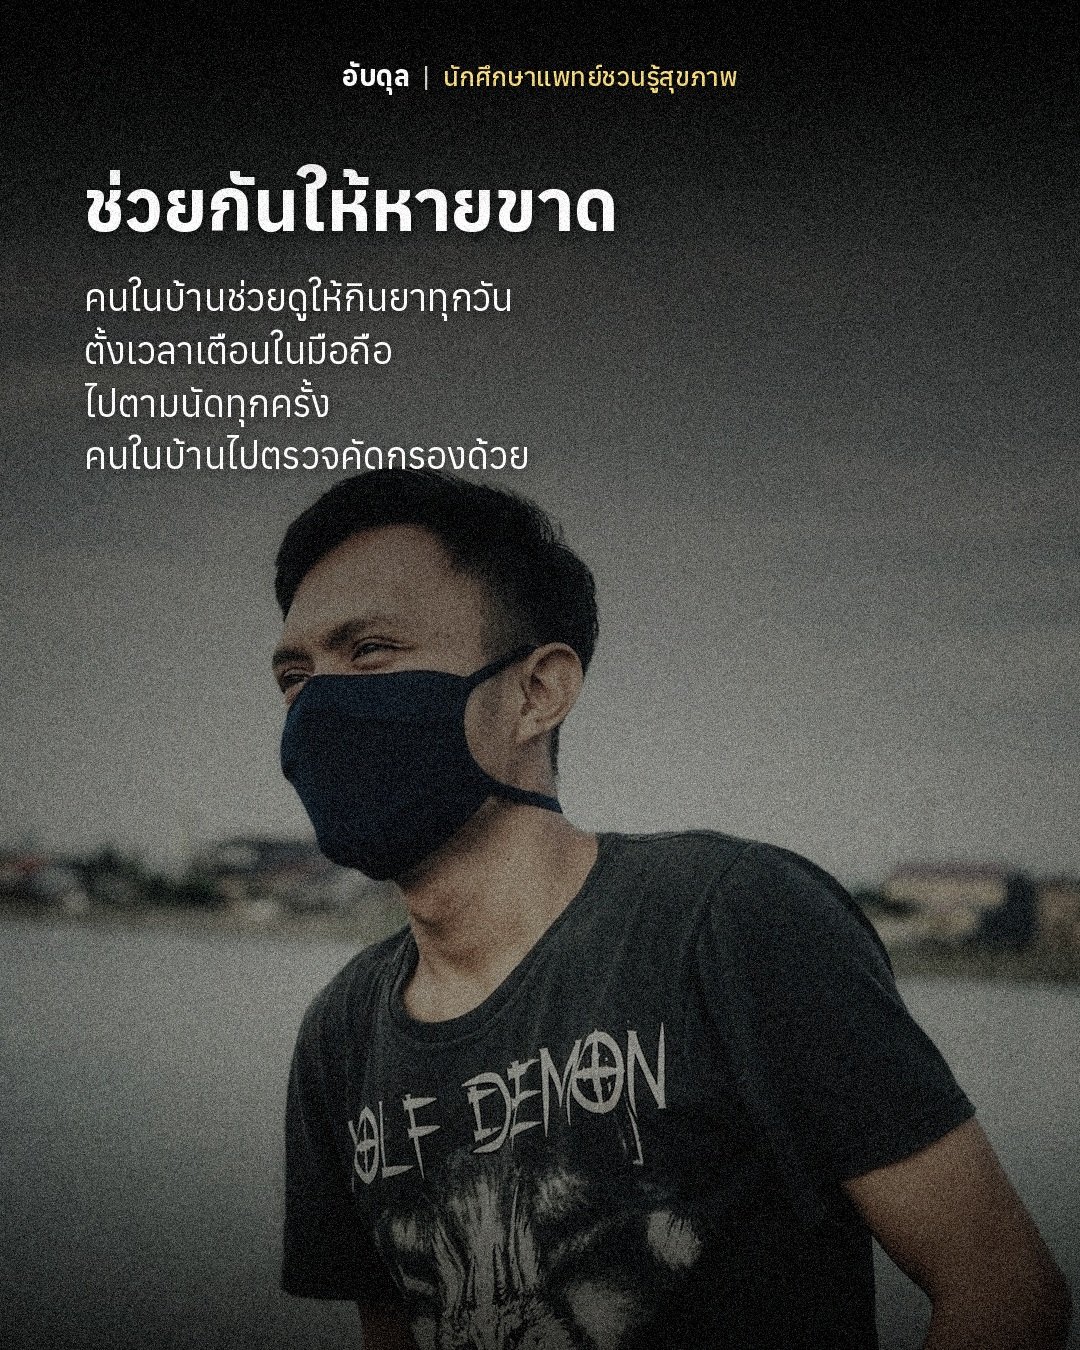 อับดุล | นักศึกษาแพทย์ชวนรู้สุขภาพ
ช่วยกันให้หายขาด
คนในบ้านช่วยดูให้กินยาทุกวัน
ตั้งเวลาเตือนในมือถือ
ไปตามนัดทุกครั้ง
คนในบ้านไปตรวจคัดกรองด้วย
OLF DEMON